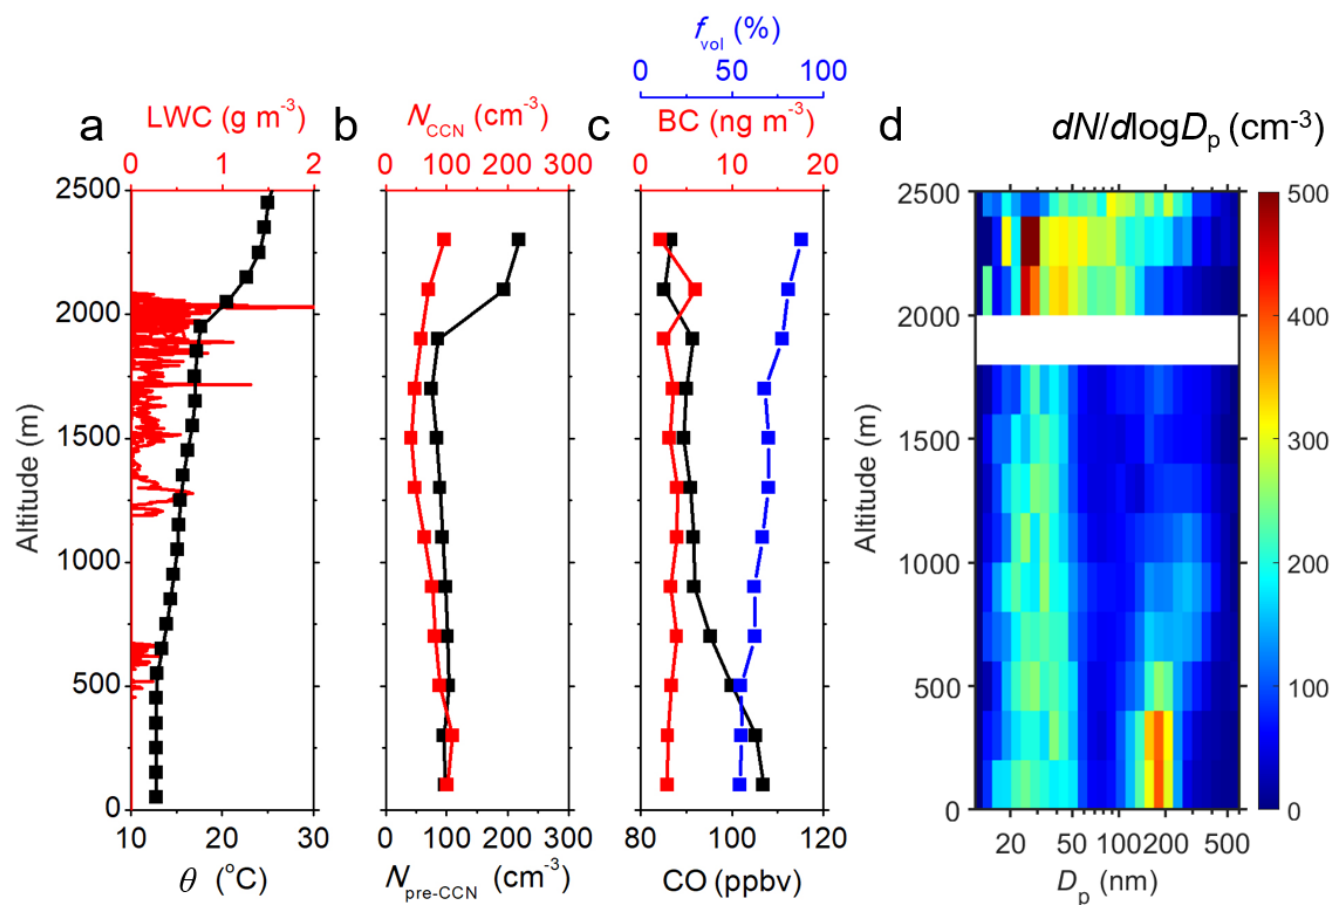 f_vol (%)
0 50 100
a LWC (g m⁻³)
b N_CCN (cm⁻³)
c BC (ng m⁻³)
d dN/dlogD_p (cm⁻³)
0 1 2
0 100 200 300
0 10 20
Altitude (m)
2500
2000
1500
1000
500
0
10 20 30
θ (°C)
0 100 200 300
N_pre-CCN (cm⁻³)
80 100 120
CO (ppbv)
Altitude (m)
2500
2000
1500
1000
500
0
20 50 100 200 500
D_p (nm)
500
400
300
200
100
0